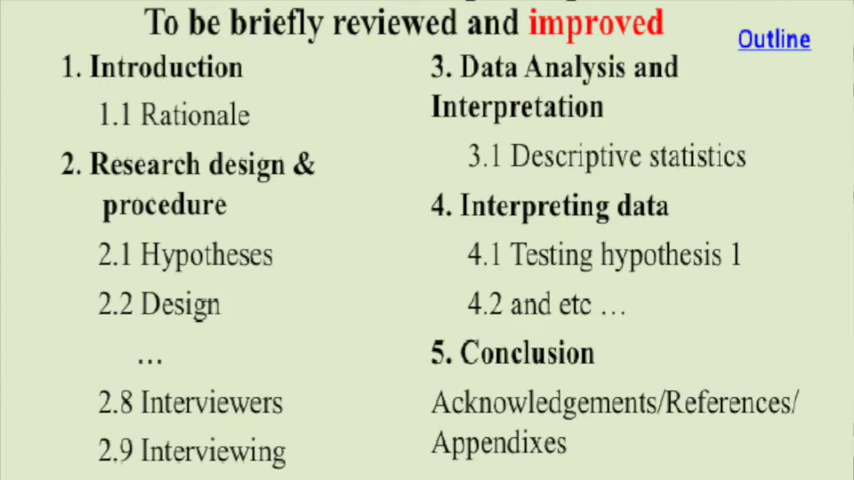 To be briefly reviewed and improved
Outline
1. Introduction
1.1 Rationale
2. Research design &
procedure
2.1 Hypotheses
2.2 Design
...
2.8 Interviewers
2.9 Interviewing
3. Data Analysis and
Interpretation
3.1 Descriptive statistics
4. Interpreting data
4.1 Testing hypothesis 1
4.2 and etc ...
5. Conclusion
Acknowledgements/References/
Appendixes